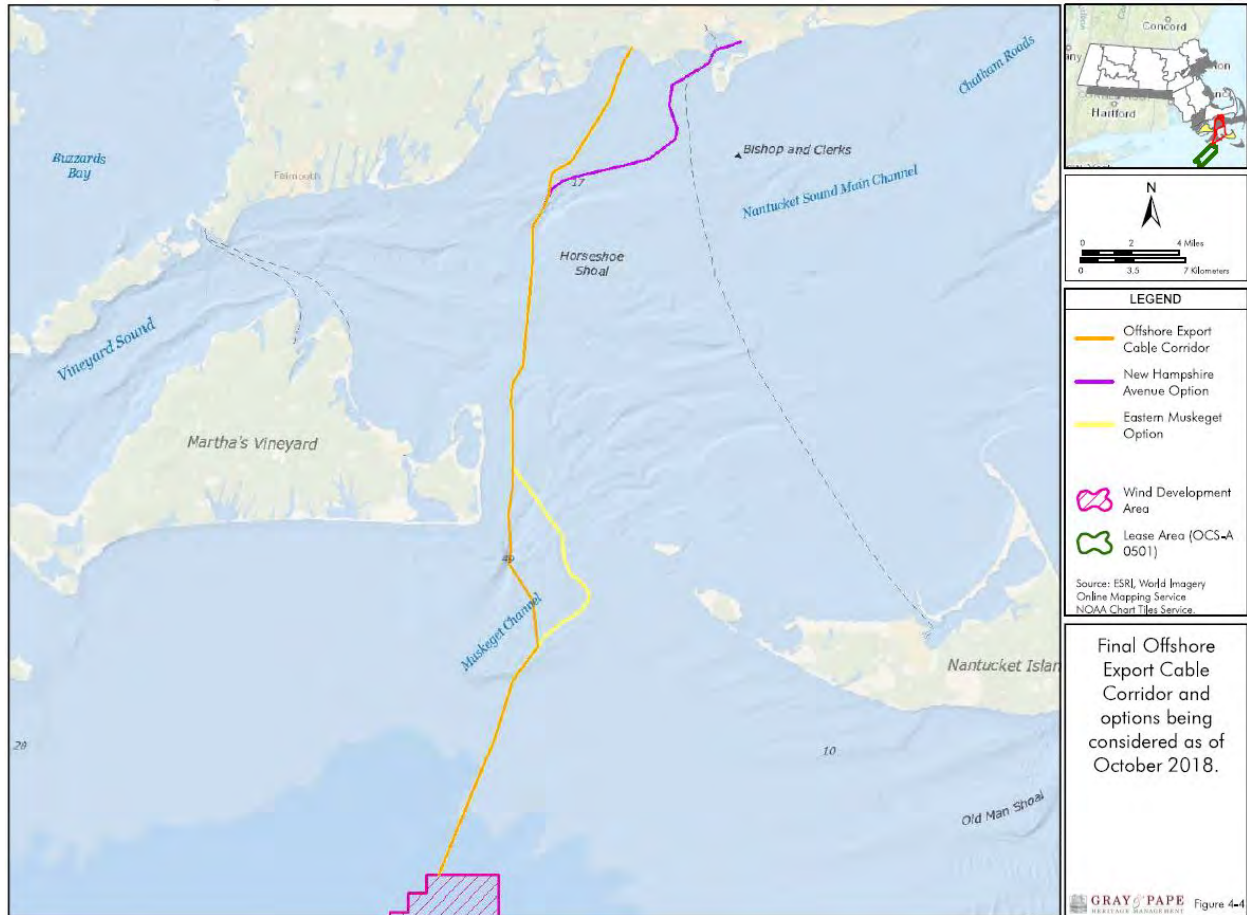 Chatham Roads
Buzzards
Bay
Falmouth
Bishop and Clerks
17
Nantucket Sound Main Channel
Horseshoe
Shoal
Vineyard Sound
Martha's Vineyard
49
Muskeget Channel
Nantucket Islan
20
10
Old Man Shoal
Concord
Hartford
N
0 2 4 Miles
0 3.5 7 Kilometers
LEGEND
Offshore Export
Cable Corridor
New Hampshire
Avenue Option
Eastern Muskeget
Option
Wind Development
Area
Lease Area (OCS-A
0501)
Source: ESRI, World Imagery
Online Mapping Service
NOAA Chart Tiles Service.
Final Offshore
Export Cable
Corridor and
options being
considered as of
October 2018.
GRAY & PAPE
HERITAGE MANAGEMENT
Figure 4-4